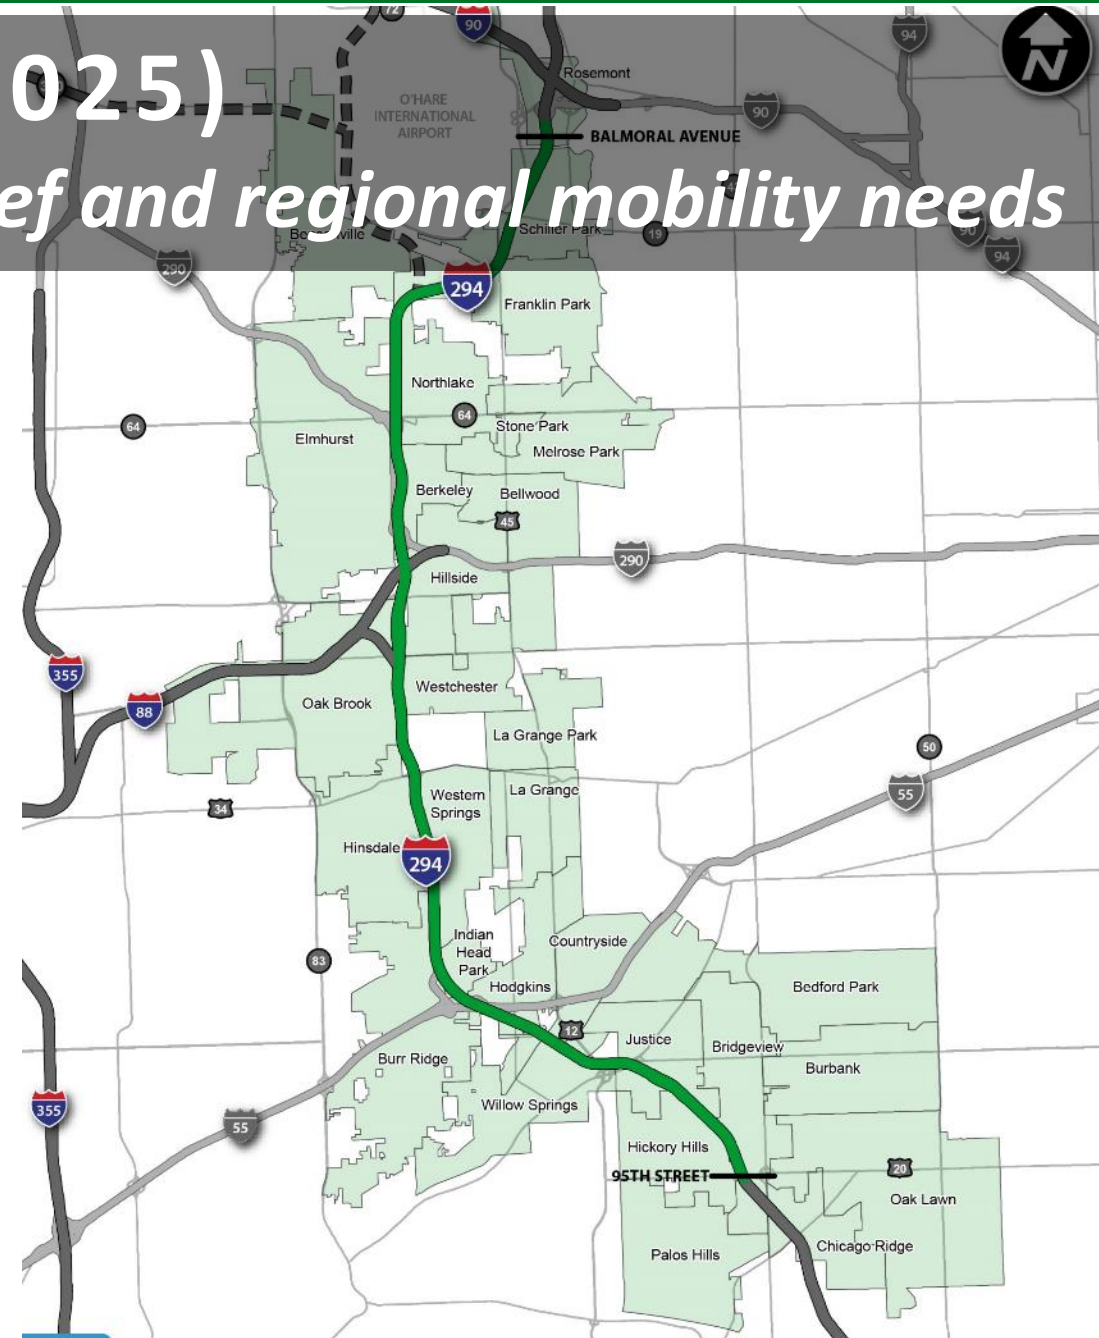 72
90
94
N
025)
Rosemont
O'HARE
INTERNATIONAL
AIRPORT
90
BALMORAL AVENUE
ef and regional mobility needs
Schiller Park
19
90
94
290
294
Franklin Park
Northlake
64
64
Stone Park
Elmhurst
Melrose Park
Berkeley
Bellwood
45
290
Hillside
355
88
Westchester
Oak Brook
La Grange Park
50
55
34
Western
Springs
La Grange
Hinsdale
294
Indian
Head
Park
Countryside
83
Hodgkins
Bedford Park
12
Justice
Bridgeview
Burr Ridge
Burbank
355
55
Willow Springs
Hickory Hills
95TH STREET
20
Oak Lawn
Chicago Ridge
Palos Hills